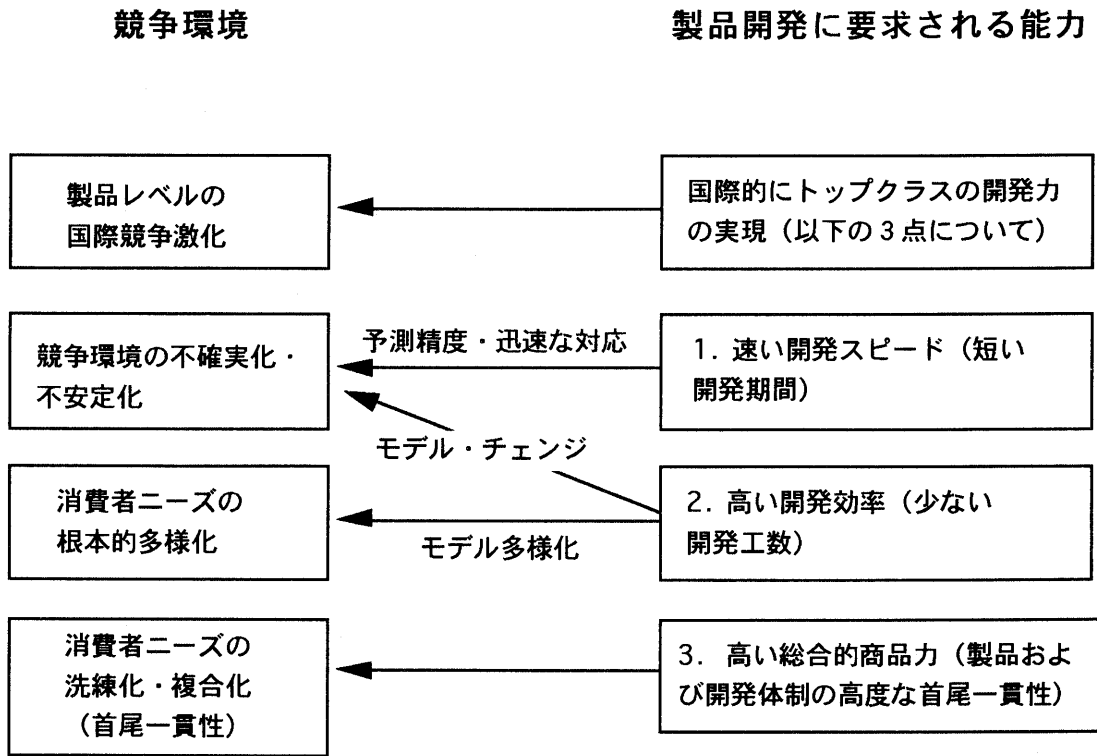 競争環境
製品開発に要求される能力
製品レベルの
国際競争激化
国際的にトップクラスの開発力
の実現（以下の３点について）
競争環境の不確実化・
不安定化
予測精度・迅速な対応
1. 速い開発スピード（短い
開発期間）
モデル・チェンジ
消費者ニーズの
根本的多様化
モデル多様化
2. 高い開発効率（少ない
開発工数）
消費者ニーズの
洗練化・複合化
（首尾一貫性）
3. 高い総合的商品力（製品およ
び開発体制の高度な首尾一貫性）